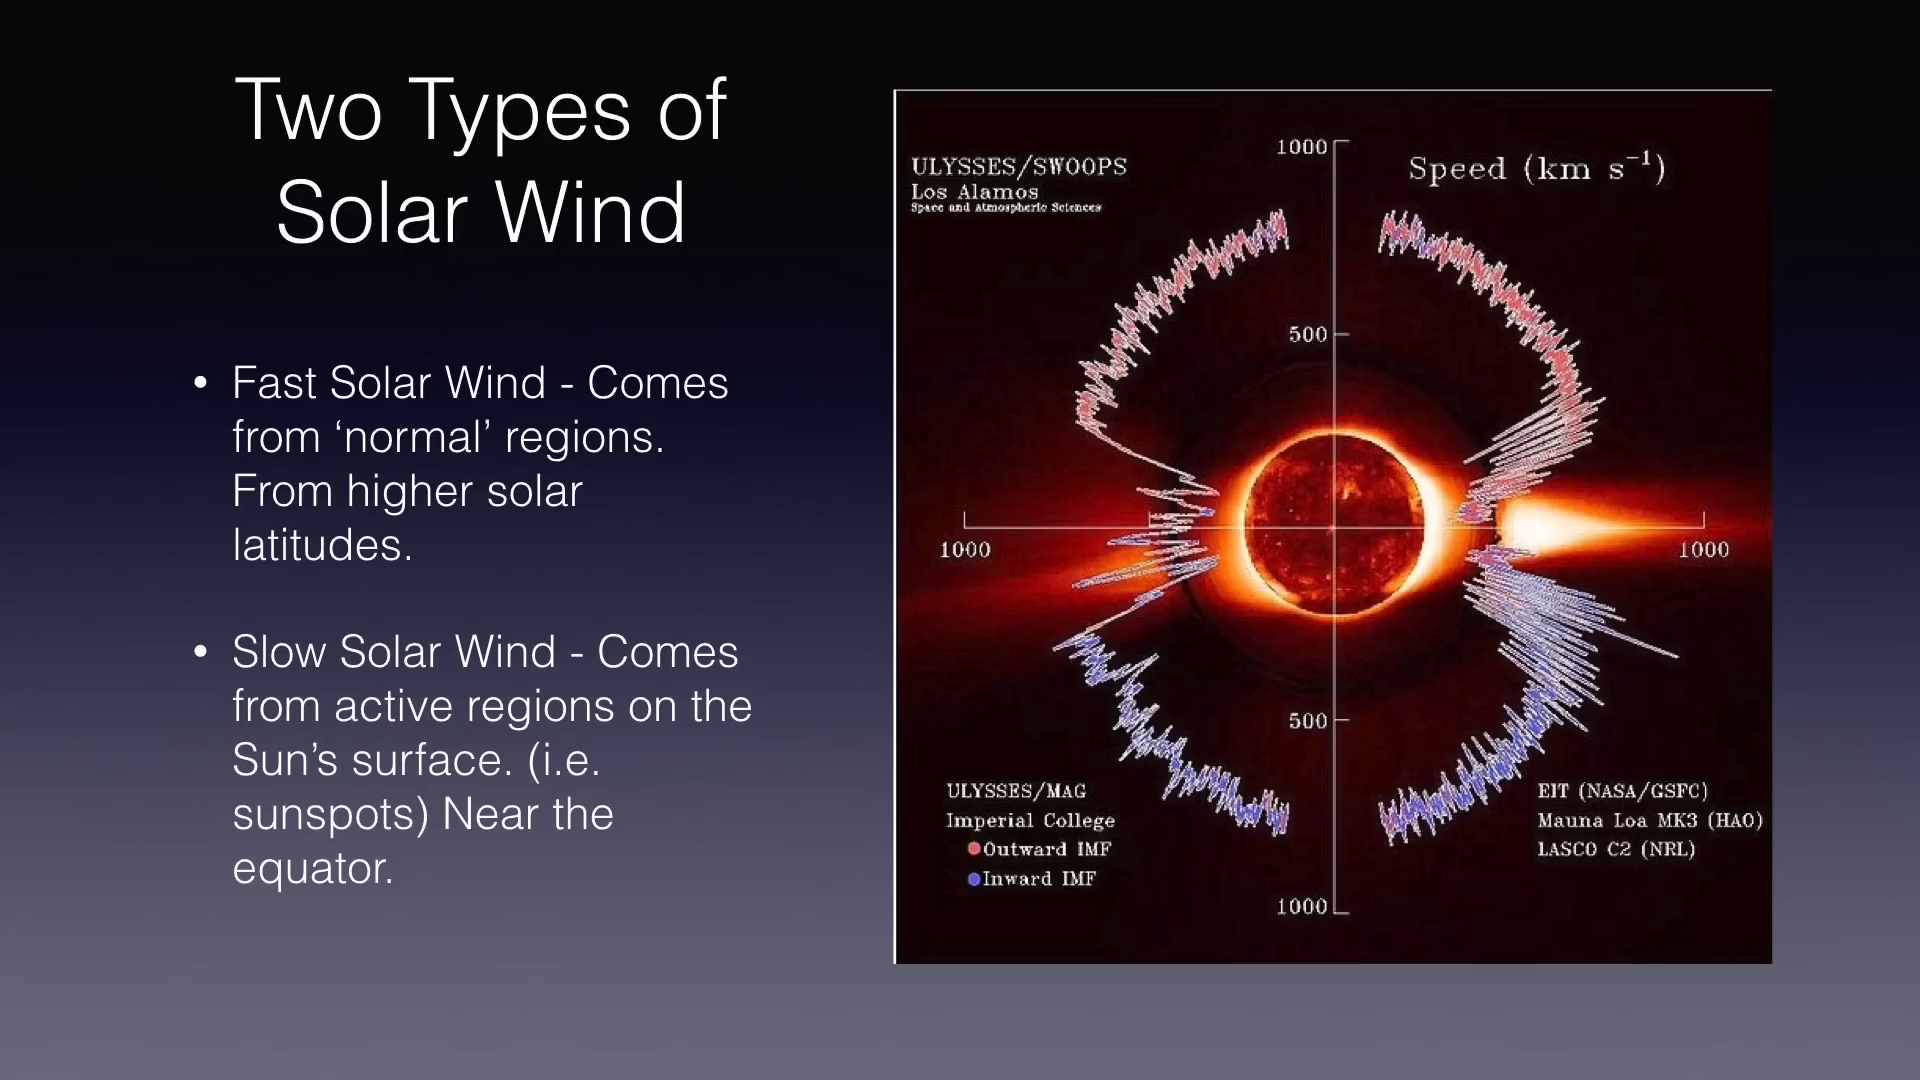 Two Types of
Solar Wind
• Fast Solar Wind - Comes
from ‘normal’ regions.
From higher solar
latitudes.
• Slow Solar Wind - Comes
from active regions on the
Sun’s surface. (i.e.
sunspots) Near the
equator.
ULYSSES/SWOOPS
Los Alamos
Space and Atmospheric Sciences
1000
Speed (km s⁻¹)
500
1000
1000
500
1000
ULYSSES/MAG
Imperial College
Outward IMF
Inward IMF
EIT (NASA/GSFC)
Mauna Loa MK3 (HAO)
LASCO C2 (NRL)